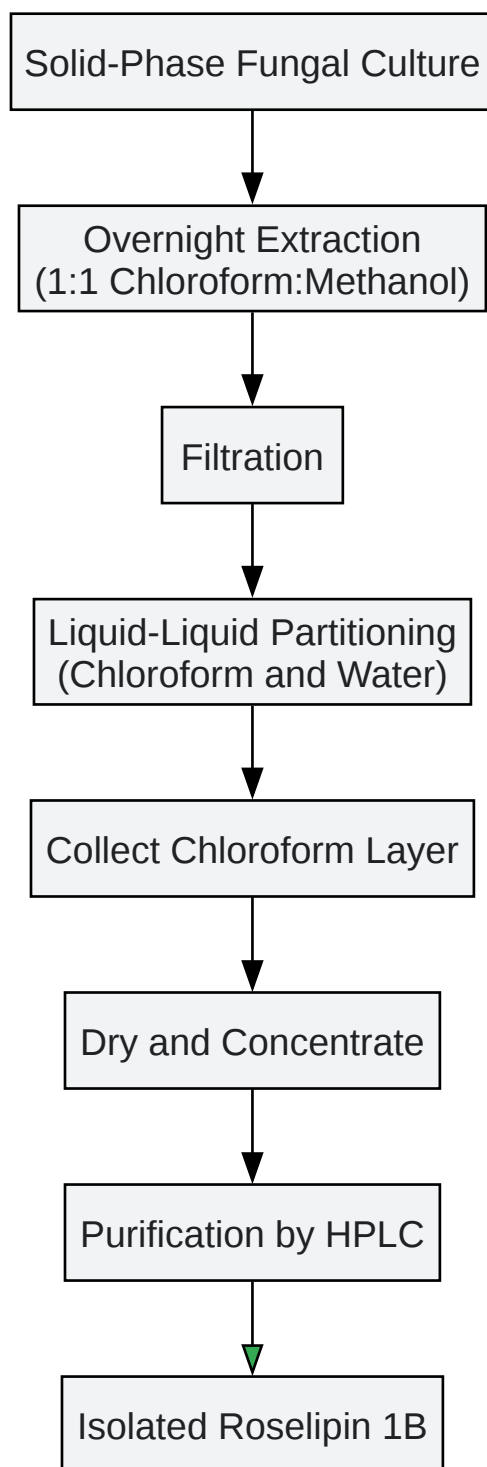 Solid-Phase Fungal Culture
Overnight Extraction
(1:1 Chloroform:Methanol)
Filtration
Liquid-Liquid Partitioning
(Chloroform and Water)
Collect Chloroform Layer
Dry and Concentrate
Purification by HPLC
Isolated Roselipin 1B